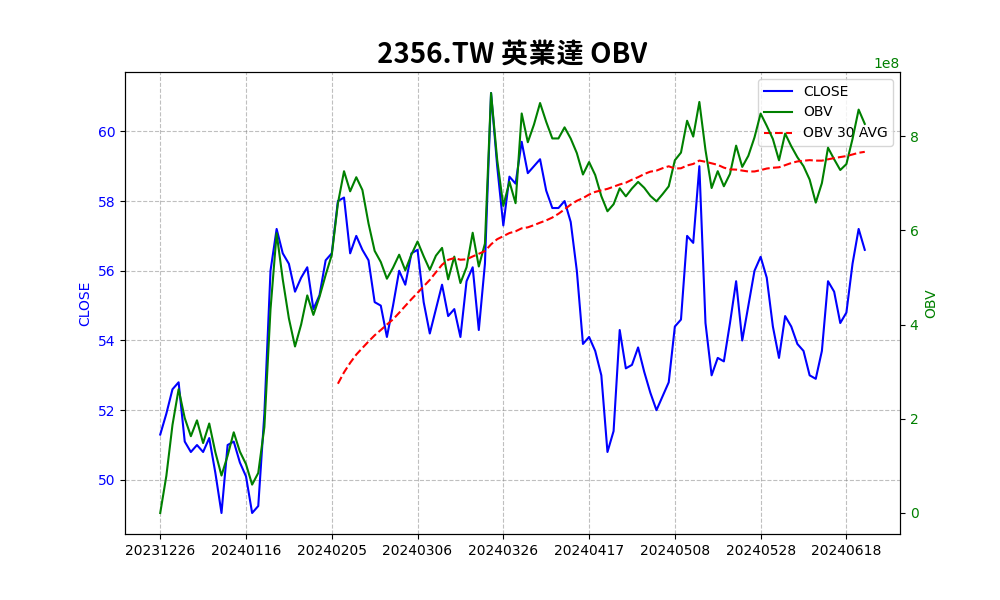 2356.TW 英業達 OBV
1e8
CLOSE
OBV
OBV 30 AVG
60
58
56
54
52
50
CLOSE
8
6
4
2
0
OBV
20231226 20240116 20240205 20240306 20240326 20240417 20240508 20240528 20240618